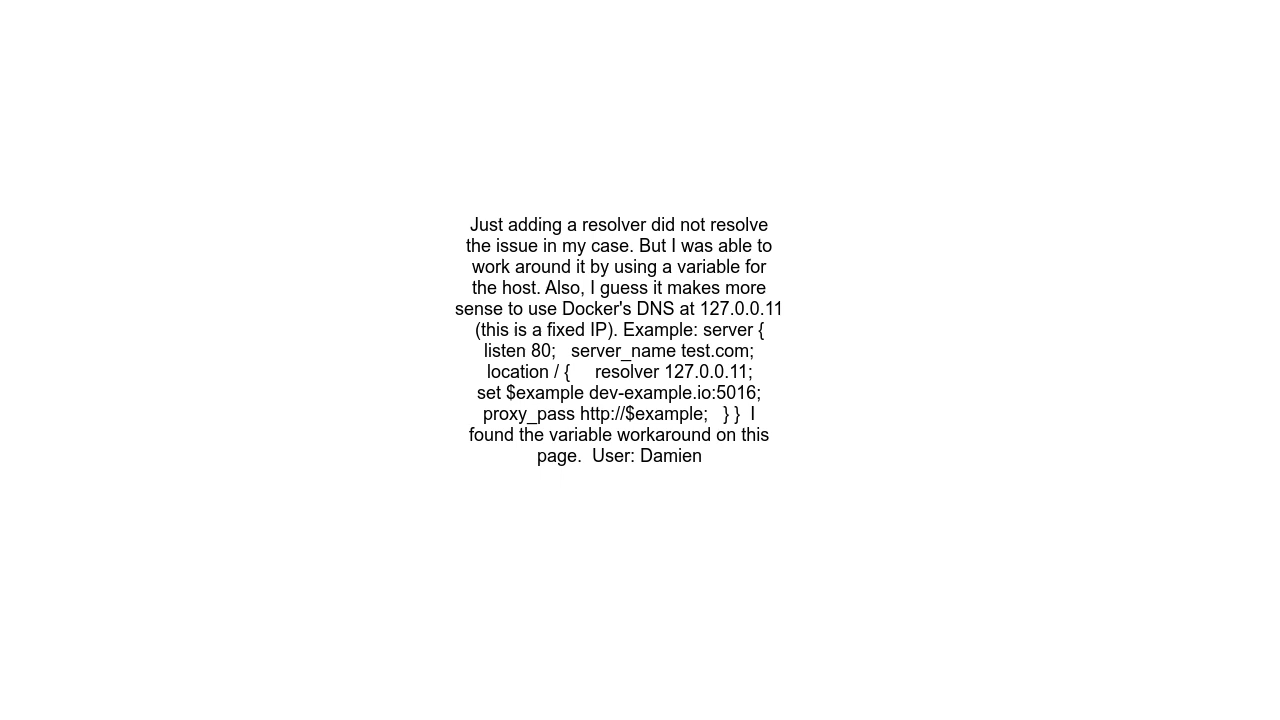 Just adding a resolver did not resolve
the issue in my case. But I was able to
work around it by using a variable for
the host. Also, I guess it makes more
sense to use Docker's DNS at 127.0.0.11
(this is a fixed IP). Example: server {
listen 80;   server_name test.com;
location / {     resolver 127.0.0.11;
set $example dev-example.io:5016;
proxy_pass http://$example;   } }  I
found the variable workaround on this
page.  User: Damien